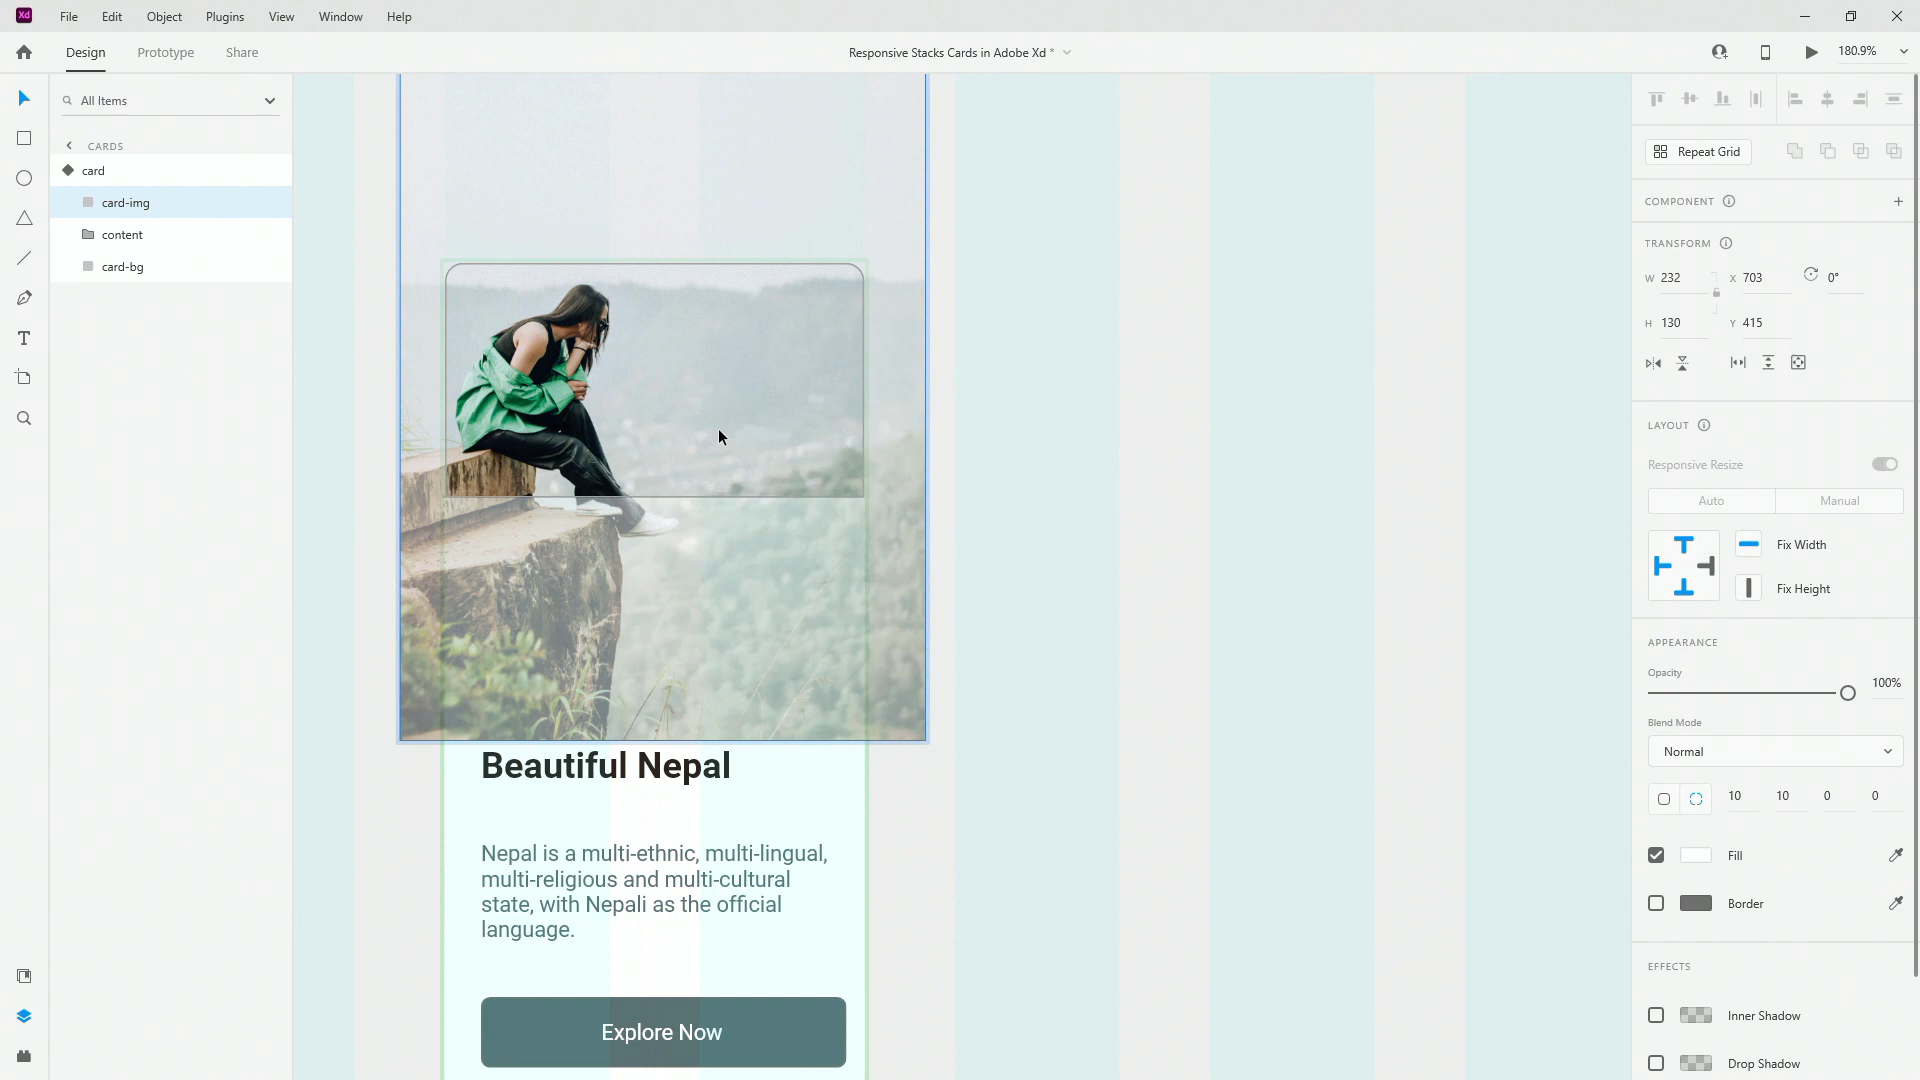 Xd
File Edit Object Plugins View Window Help
Design Prototype Share
Responsive Stacks Cards in Adobe Xd *
180.9%
All Items
CARDS
card
card-img
content
card-bg
Beautiful Nepal
Nepal is a multi-ethnic, multi-lingual,
multi-religious and multi-cultural
state, with Nepali as the official
language.
Explore Now
Repeat Grid
COMPONENT
TRANSFORM
W 232 X 703 0°
H 130 Y 415
LAYOUT
Responsive Resize
Auto Manual
Fix Width
Fix Height
APPEARANCE
Opacity
100%
Blend Mode
Normal
10 10 0 0
Fill
Border
EFFECTS
Inner Shadow
Drop Shadow